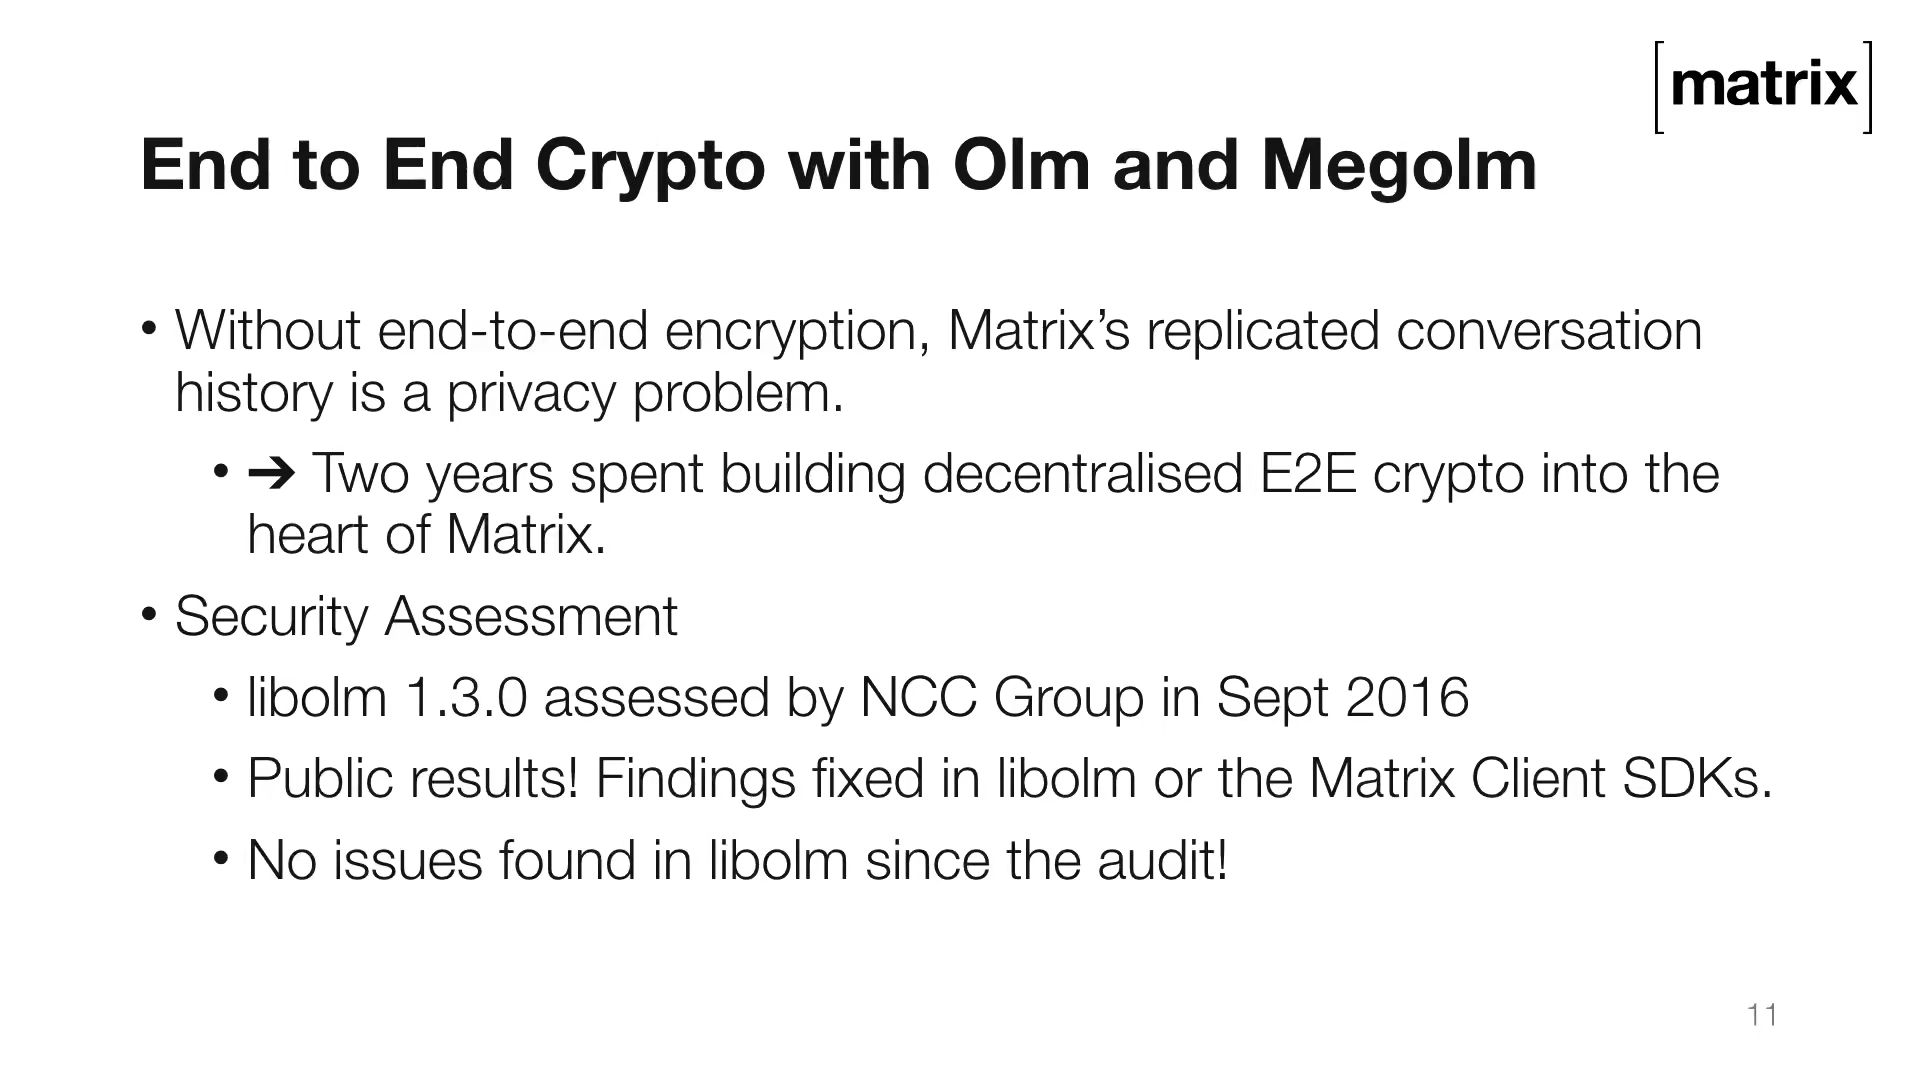 [matrix]
End to End Crypto with Olm and Megolm
• Without end-to-end encryption, Matrix’s replicated conversation
history is a privacy problem.
• ➔ Two years spent building decentralised E2E crypto into the
heart of Matrix.
• Security Assessment
• libolm 1.3.0 assessed by NCC Group in Sept 2016
• Public results! Findings fixed in libolm or the Matrix Client SDKs.
• No issues found in libolm since the audit!
11